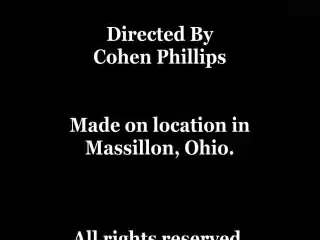 Directed By
Cohen Phillips
Made on location in
Massillon, Ohio.
All rights reserved